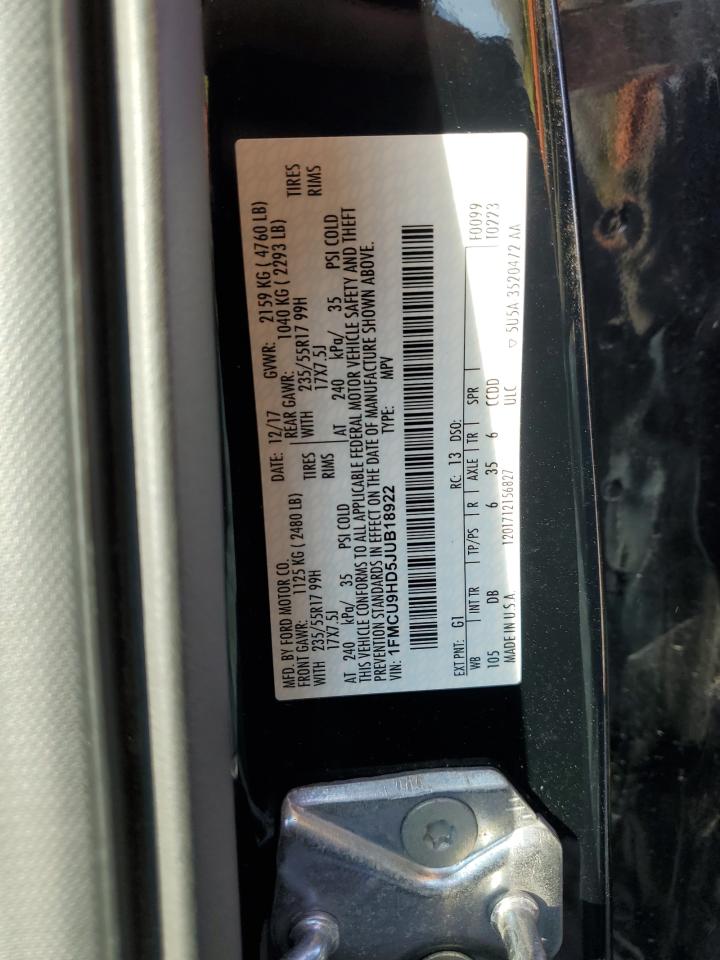 MFD. BY FORD MOTOR CO. DATE: 12/17 GVWR: 2159 KG ( 4760 LB)
FRONT GAWR: 1125 KG ( 2480 LB) REAR GAWR: 1040 KG ( 2293 LB)
WITH 235/55R17 99H TIRES WITH 235/55R17 99H TIRES
17X7.5J RIMS 17X7.5J RIMS
AT 240 kPa/ 35 PSI COLD AT 240 kPa/ 35 PSI COLD
THIS VEHICLE CONFORMS TO ALL APPLICABLE FEDERAL MOTOR VEHICLE SAFETY AND THEFT
PREVENTION STANDARDS IN EFFECT ON THE DATE OF MANUFACTURE SHOWN ABOVE.
VIN: 1FMCU9HD5JUB18922 TYPE: MPV
EXT PNT: G1 RC: 13 DSO: F0099
WB INT TR TP/PS R AXLE TR SPR T0223
105 DB 6 35 6 CCDD
MADE IN U.S.A. 1201712156827 ULC ▽ 5U5A 3520472 AA